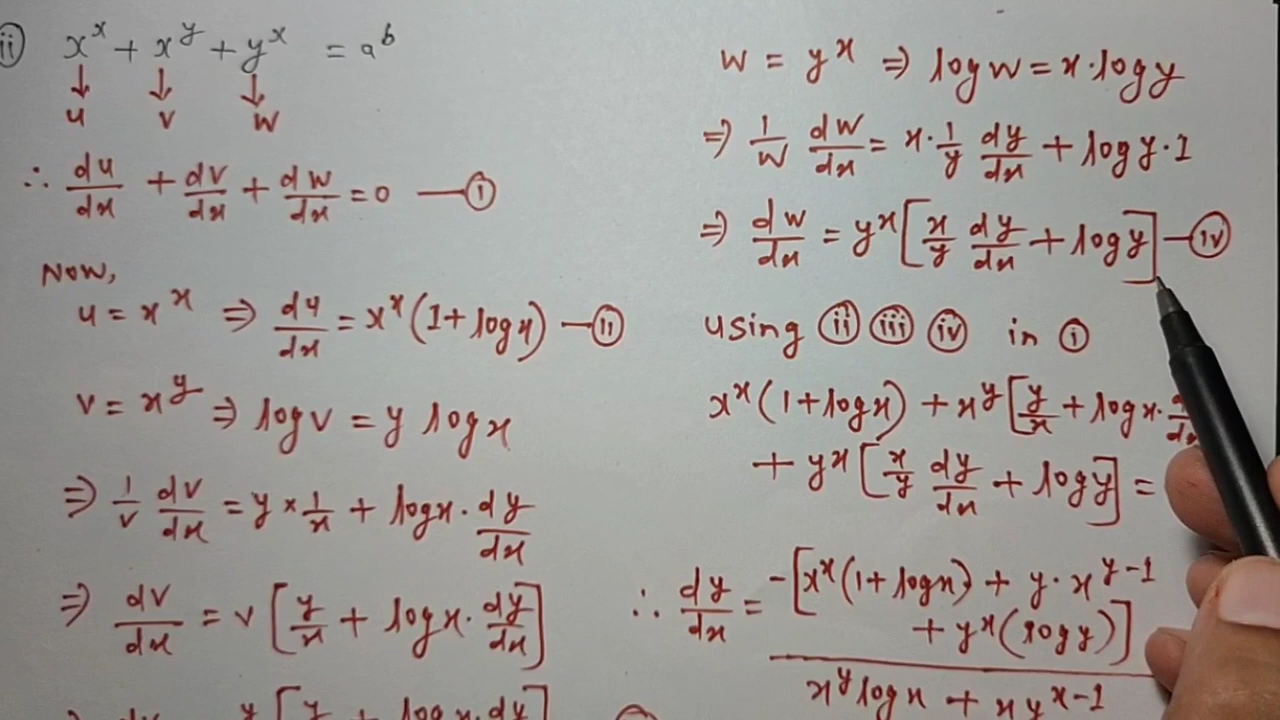 ii) x^x + x^y + y^x = a^b
↓ ↓ ↓
u v w
∴ du/dx + dv/dx + dw/dx = 0 — (i)
Now,
u = x^x ⇒ du/dx = x^x (1 + log x) — (ii)
v = x^y ⇒ log v = y log x
⇒ 1/v dv/dx = y × 1/x + log x · dy/dx
⇒ dv/dx = v [y/x + log x · dy/dx]
y [y/x + log x · dy]
w = y^x ⇒ log w = x · log y
⇒ 1/w dw/dx = x · 1/y dy/dx + log y · 1
⇒ dw/dx = y^x [x/y dy/dx + log y] — (iv)
using (ii) (iii) (iv) in (i)
x^x (1 + log x) + x^y [y/x + log x ·
+ y^x [x/y dy/dx + log y] =
∴ dy/dx = -[x^x (1 + log x) + y · x^{y-1}
+ y^x (log y)]
x^y log x + x y^{x-1}